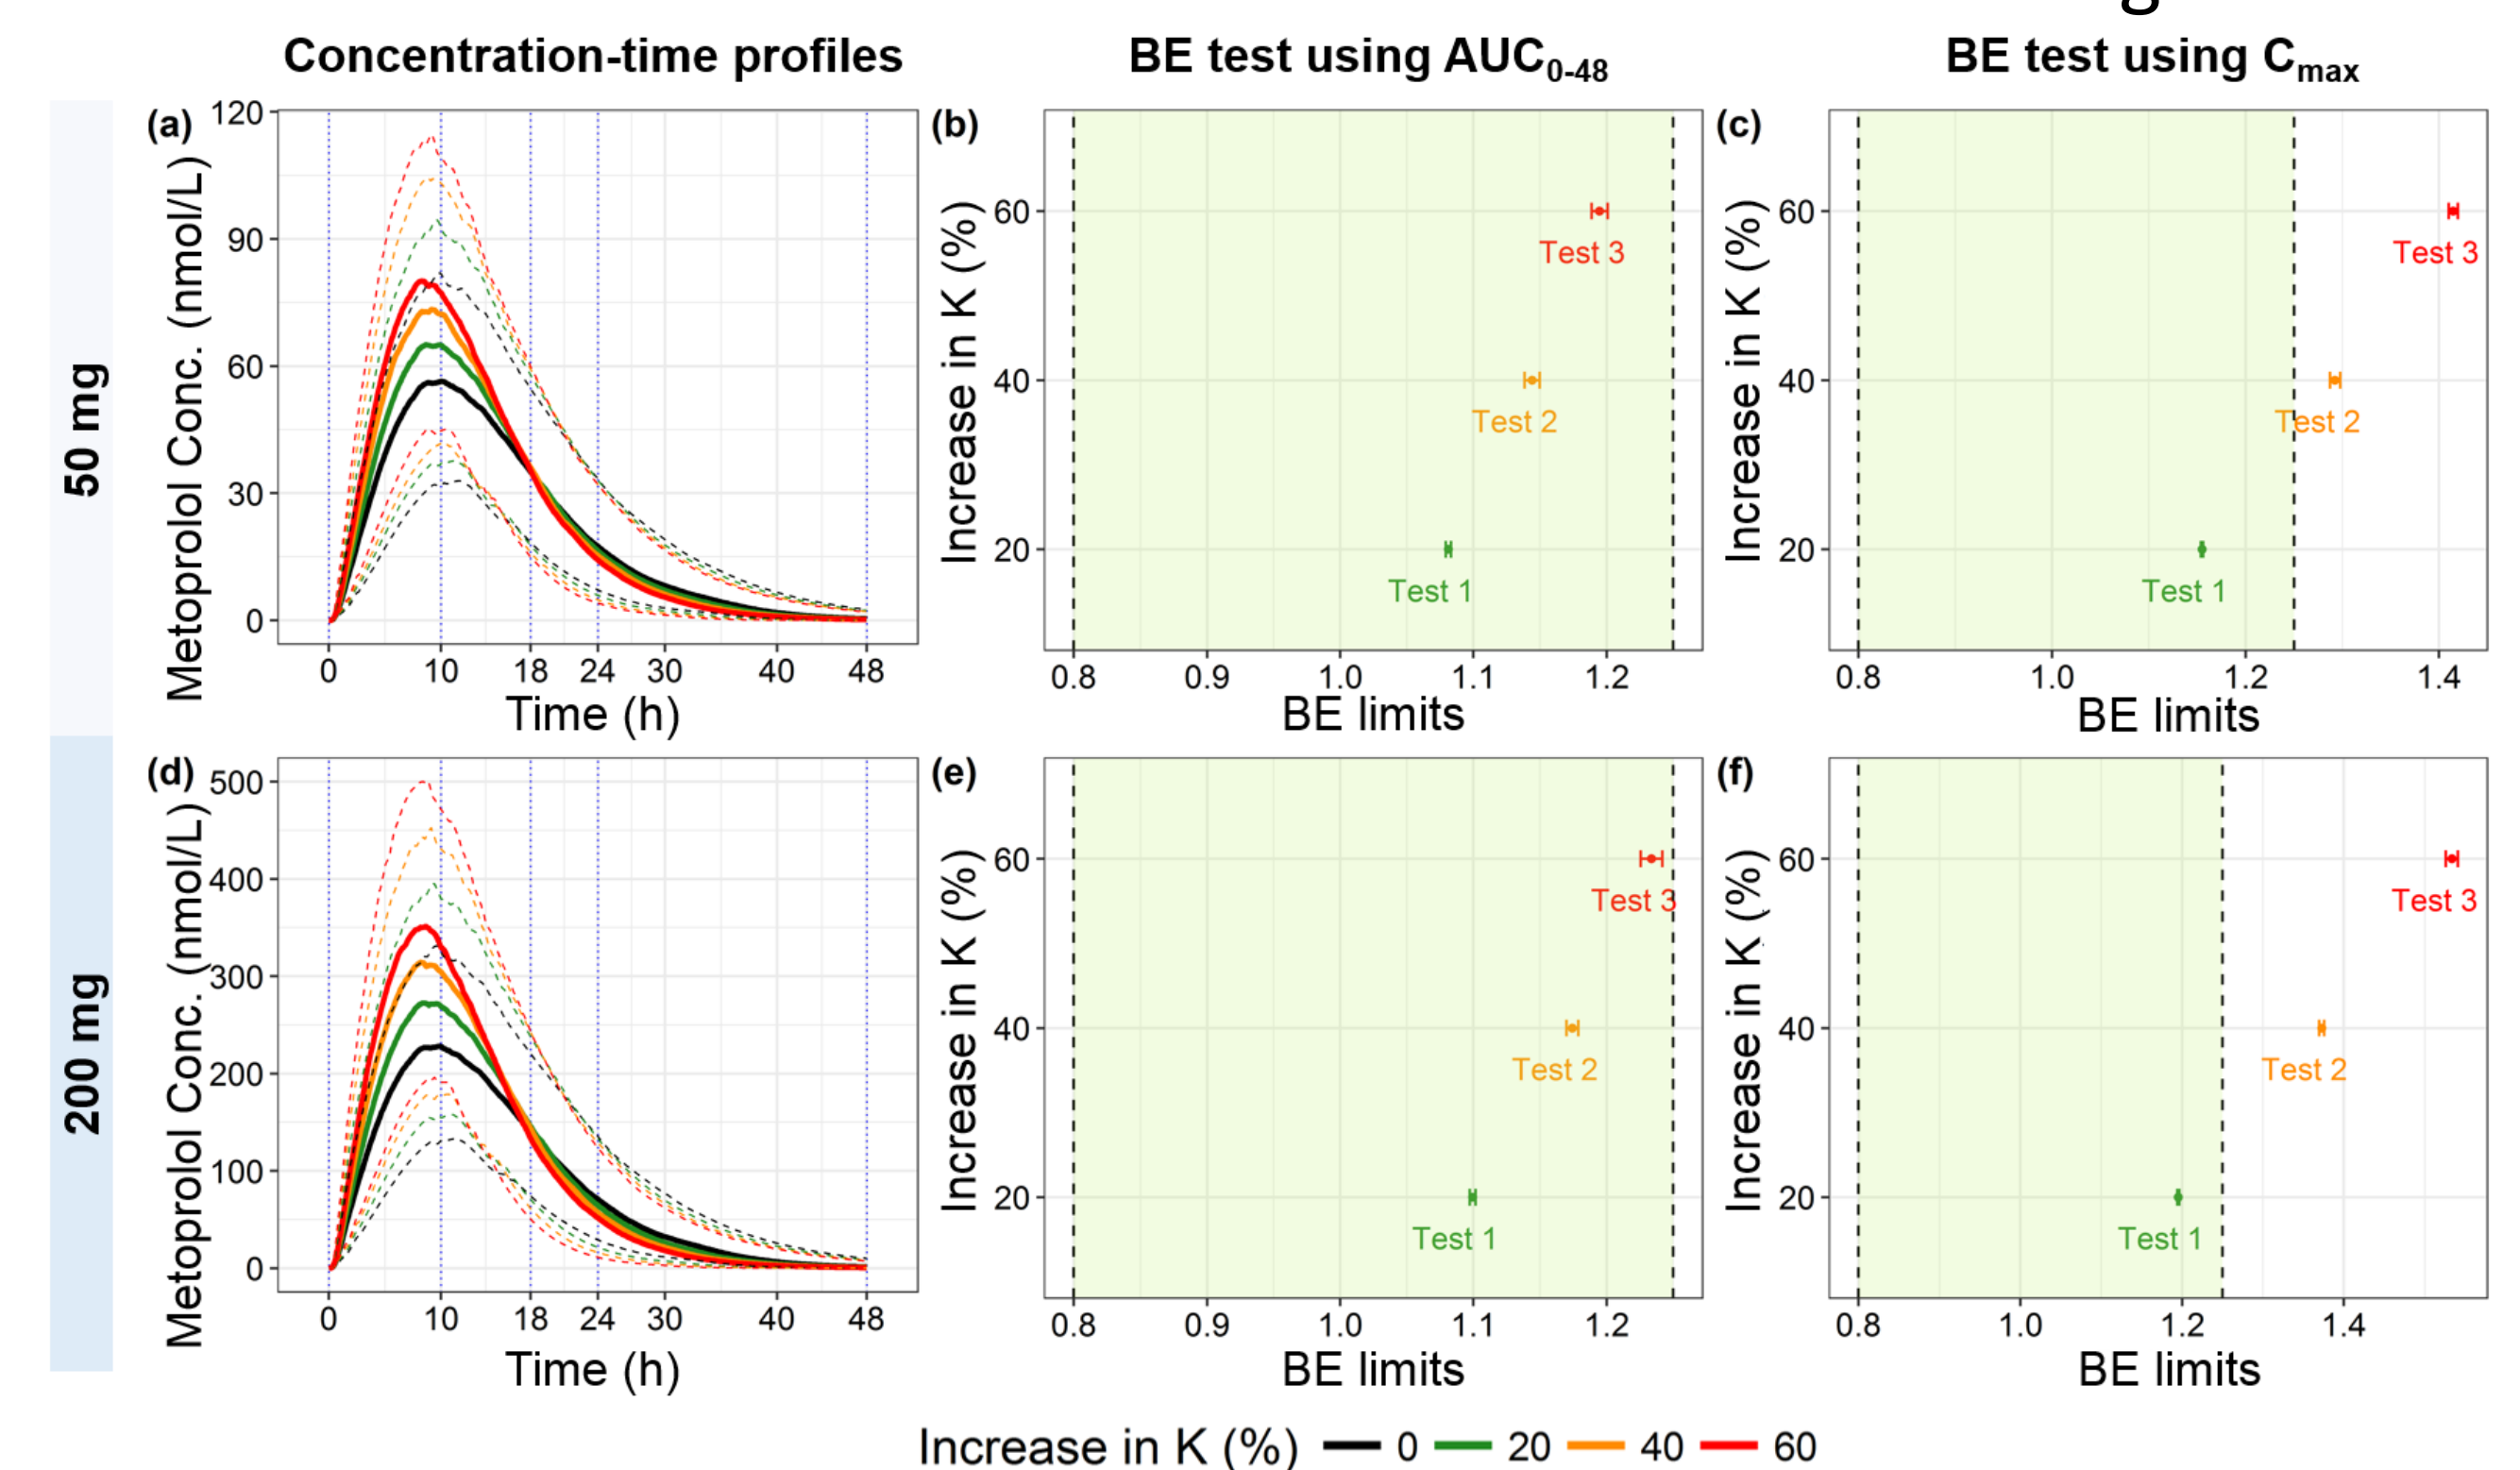 g
Concentration-time profiles
BE test using AUC0-48
BE test using Cmax
50 mg
(a)
Metoprolol Conc. (nmol/L)
120
90
60
30
0
0 10 18 24 30 40 48
Time (h)
(b)
Increase in K (%)
60
40
20
Test 3
Test 2
Test 1
0.8 0.9 1.0 1.1 1.2
BE limits
(c)
Increase in K (%)
60
40
20
Test 3
Test 2
Test 1
0.8 1.0 1.2 1.4
BE limits
200 mg
(d)
Metoprolol Conc. (nmol/L)
500
400
300
200
100
0
0 10 18 24 30 40 48
Time (h)
(e)
Increase in K (%)
60
40
20
Test 3
Test 2
Test 1
0.8 0.9 1.0 1.1 1.2
BE limits
(f)
Increase in K (%)
60
40
20
Test 3
Test 2
Test 1
0.8 1.0 1.2 1.4
BE limits
Increase in K (%) 0 20 40 60